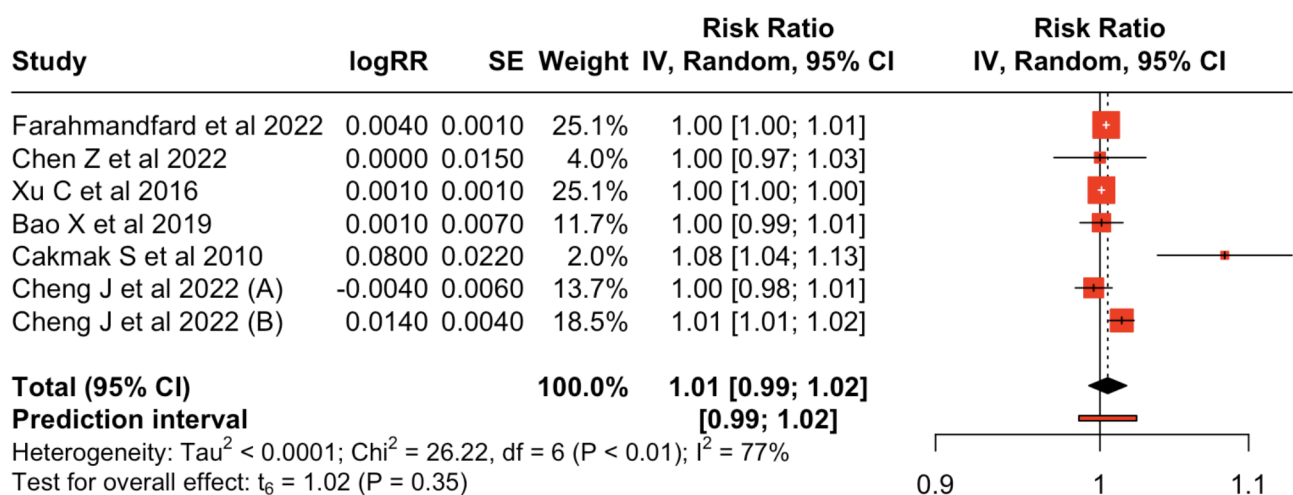 Risk Ratio Risk Ratio
Study logRR SE Weight IV, Random, 95% CI IV, Random, 95% CI
Farahmandfard et al 2022 0.0040 0.0010 25.1% 1.00 [1.00; 1.01]
Chen Z et al 2022 0.0000 0.0150 4.0% 1.00 [0.97; 1.03]
Xu C et al 2016 0.0010 0.0010 25.1% 1.00 [1.00; 1.00]
Bao X et al 2019 0.0010 0.0070 11.7% 1.00 [0.99; 1.01]
Cakmak S et al 2010 0.0800 0.0220 2.0% 1.08 [1.04; 1.13]
Cheng J et al 2022 (A) -0.0040 0.0060 13.7% 1.00 [0.98; 1.01]
Cheng J et al 2022 (B) 0.0140 0.0040 18.5% 1.01 [1.01; 1.02]
Total (95% CI) 100.0% 1.01 [0.99; 1.02]
Prediction interval [0.99; 1.02]
Heterogeneity: Tau² < 0.0001; Chi² = 26.22, df = 6 (P < 0.01); I² = 77%
Test for overall effect: t₆ = 1.02 (P = 0.35)
0.9 1 1.1